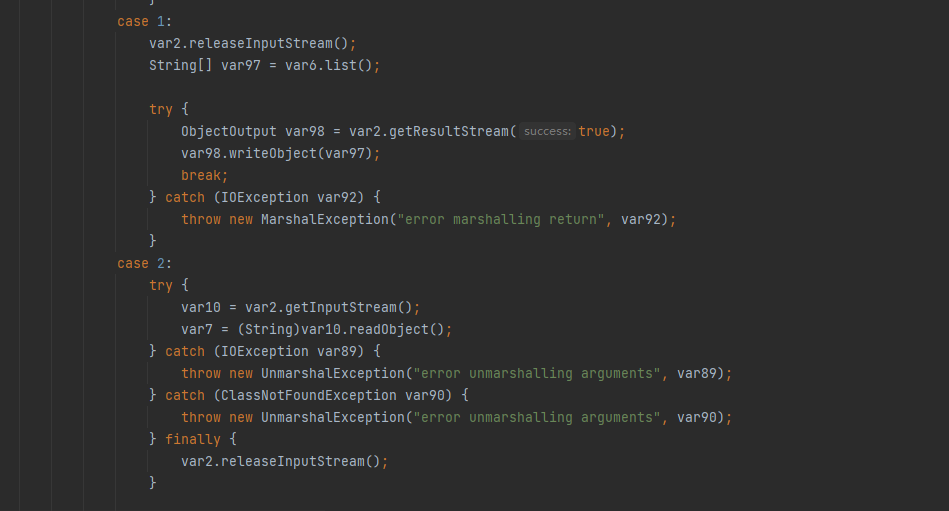 }
case 1:
var2.releaseInputStream();
String[] var97 = var6.list();
try {
ObjectOutput var98 = var2.getResultStream( success: true);
var98.writeObject(var97);
break;
} catch (IOException var92) {
throw new MarshalException("error marshalling return", var92);
}
case 2:
try {
var10 = var2.getInputStream();
var7 = (String)var10.readObject();
} catch (IOException var89) {
throw new UnmarshalException("error unmarshalling arguments", var89);
} catch (ClassNotFoundException var90) {
throw new UnmarshalException("error unmarshalling arguments", var90);
} finally {
var2.releaseInputStream();
}